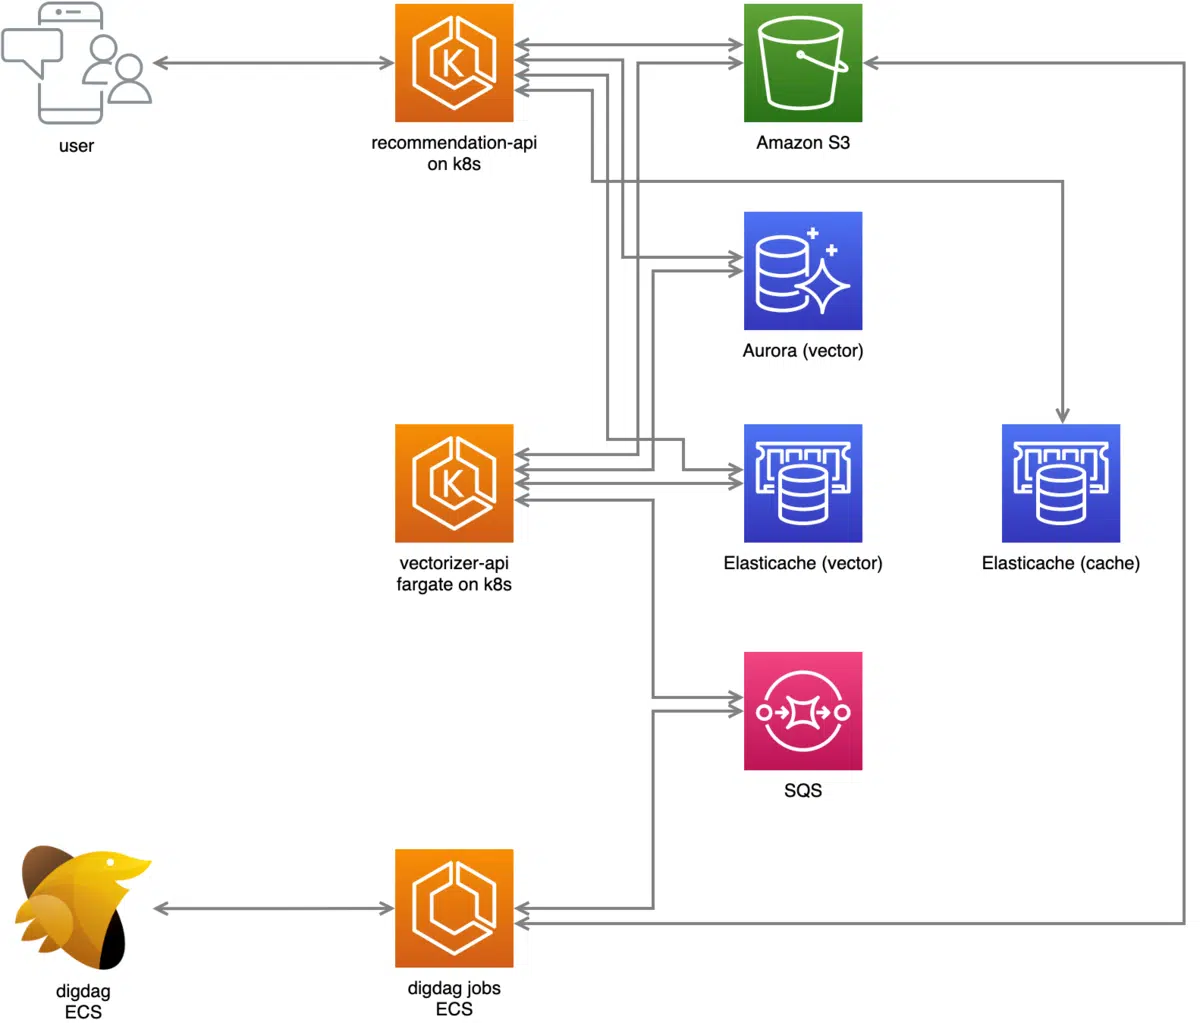 user
recommendation-api
on k8s
Amazon S3
Aurora (vector)
vectorizer-api
fargate on k8s
Elasticache (vector)
Elasticache (cache)
SQS
digdag
ECS
digdag jobs
ECS